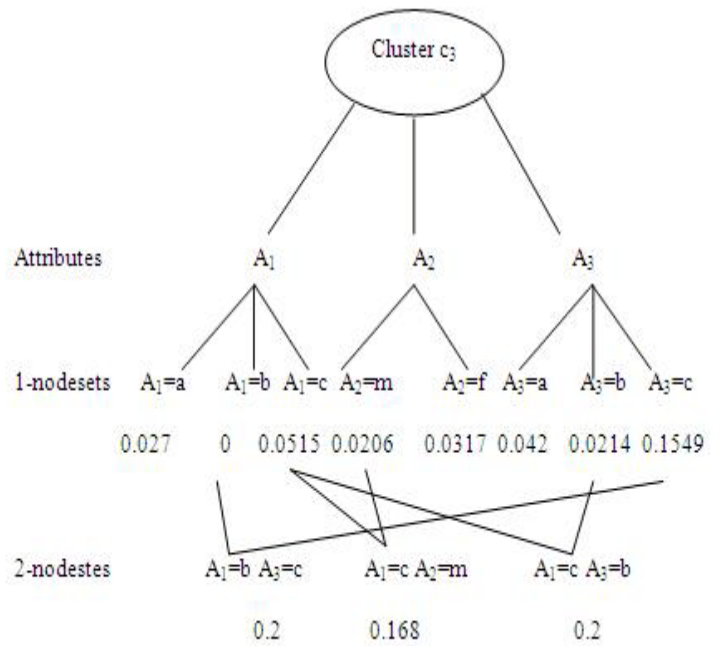 Cluster c₃
Attributes A₁ A₂ A₃
1-nodesets A₁=a A₁=b A₁=c A₂=m A₂=f A₃=a A₃=b A₃=c
0.027 0 0.0515 0.0206 0.0317 0.042 0.0214 0.1549
2-nodestes A₁=b A₃=c A₁=c A₂=m A₁=c A₃=b
0.2 0.168 0.2